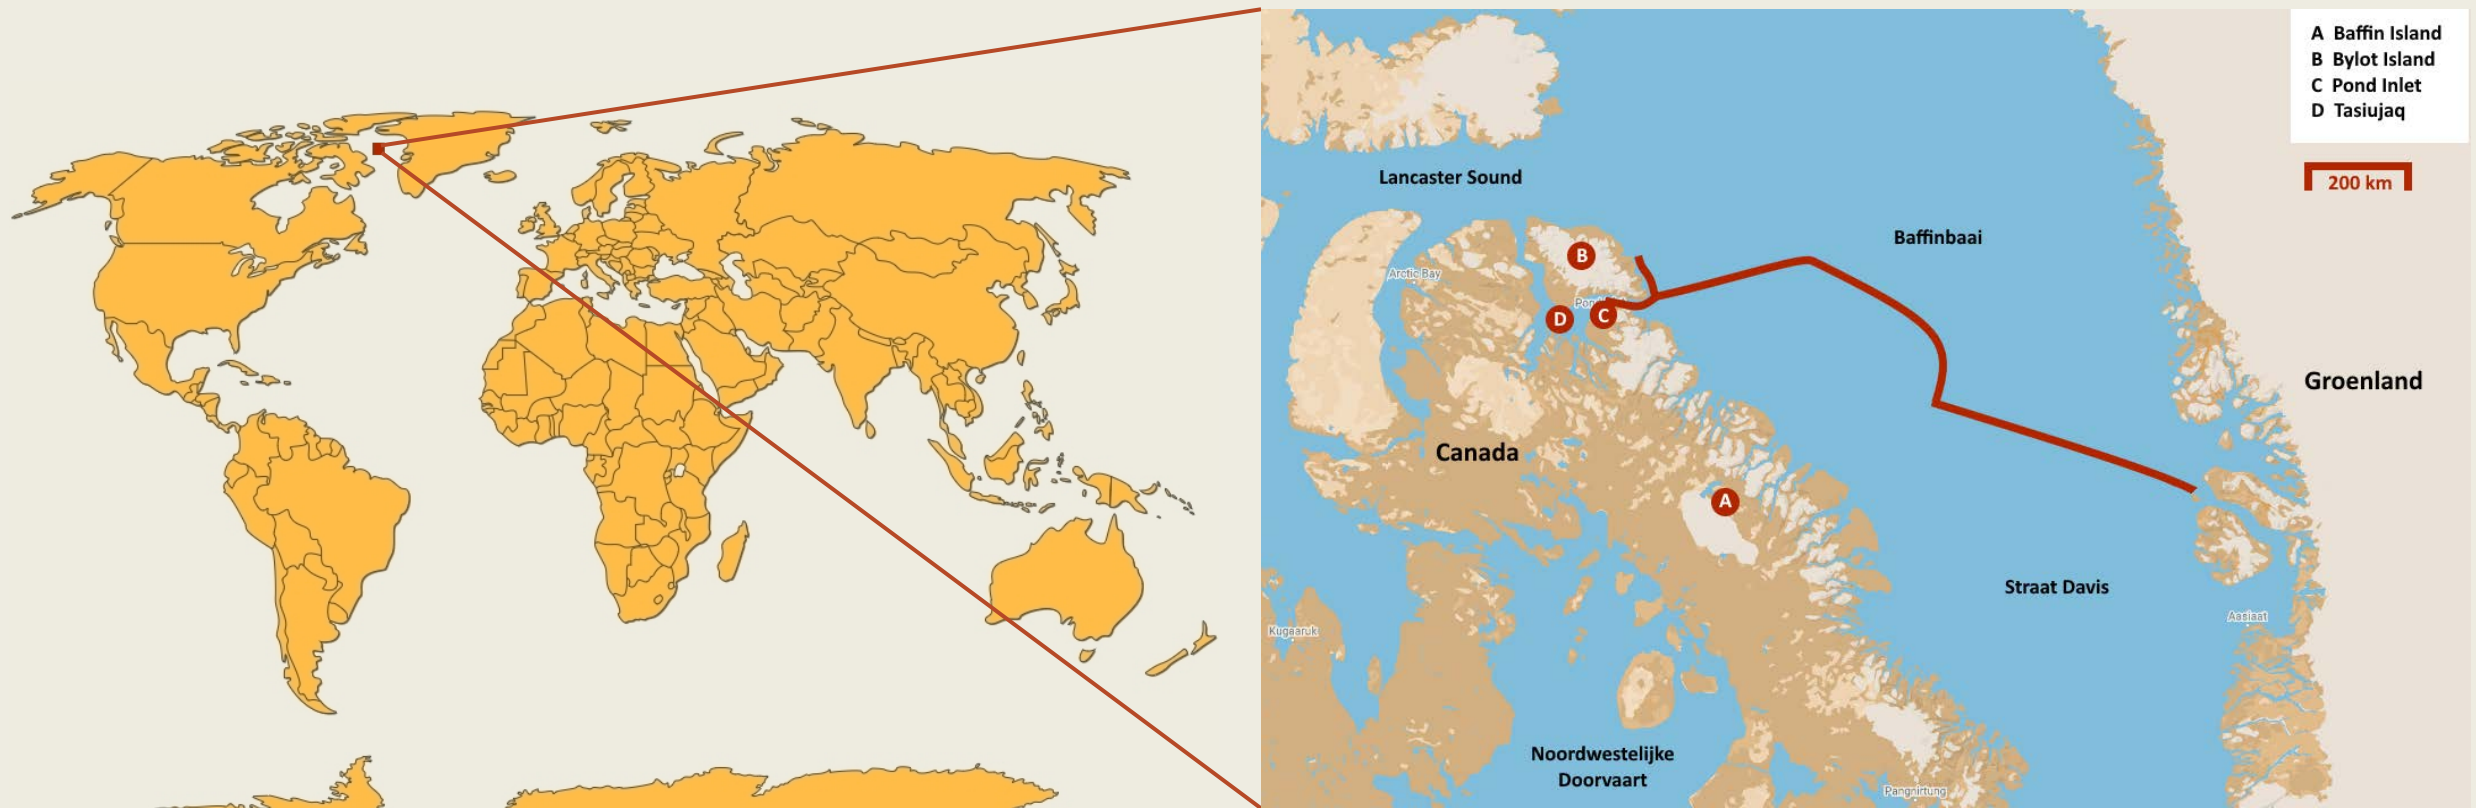 A Baffin Island
B Bylot Island
C Pond Inlet
D Tasiujaq
200 km
Lancaster Sound
Baffinbaai
B
Arctic Bay
D
C
Groenland
Canada
A
Straat Davis
Aasiaat
Kugaaruk
Noordwestelijke
Doorvaart
Pangnirtung